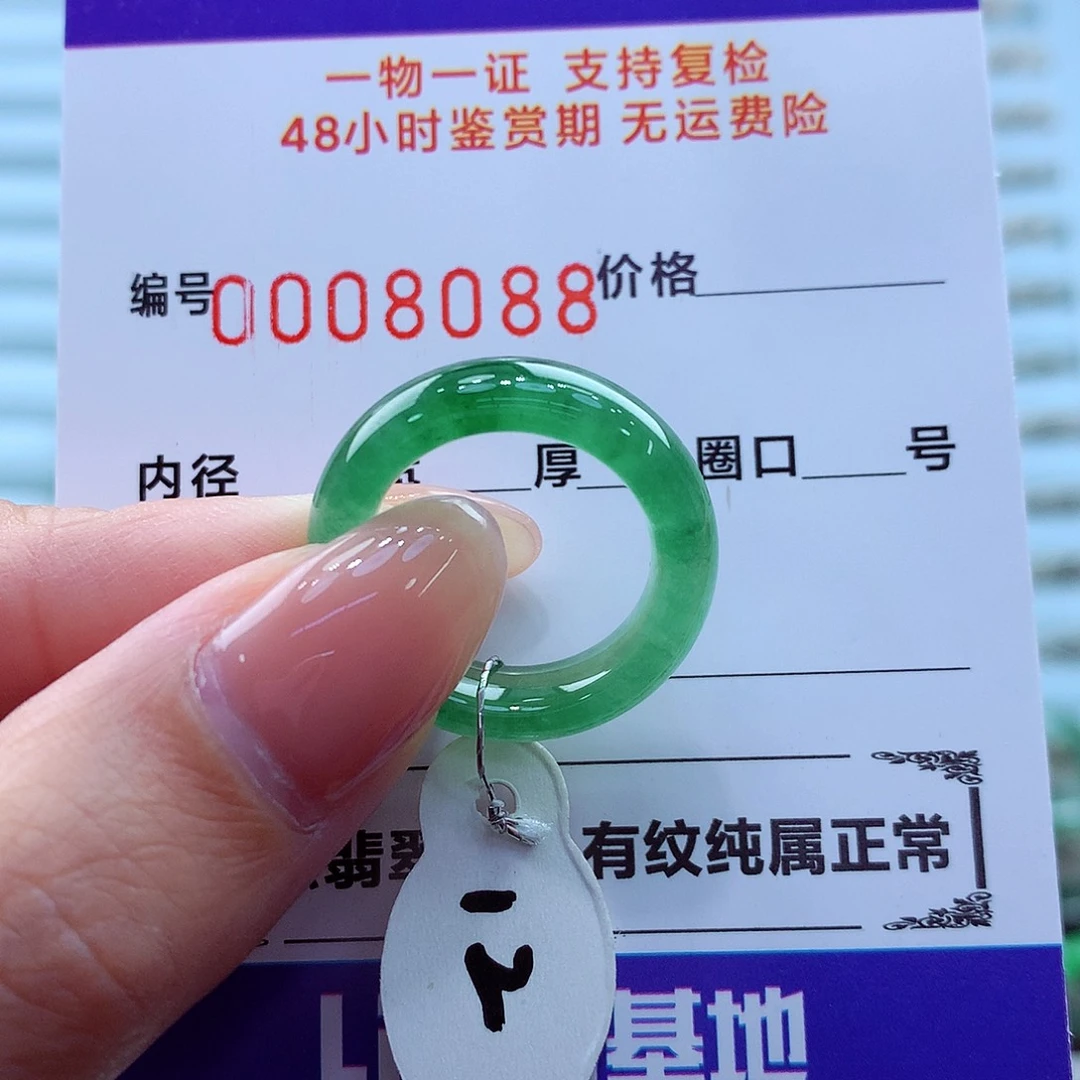 一物一证 支持复检
48小时鉴赏期 无运费险
编号0008088价格
内径 厚 圈口 号
翡翠 有纹纯属正常
基地